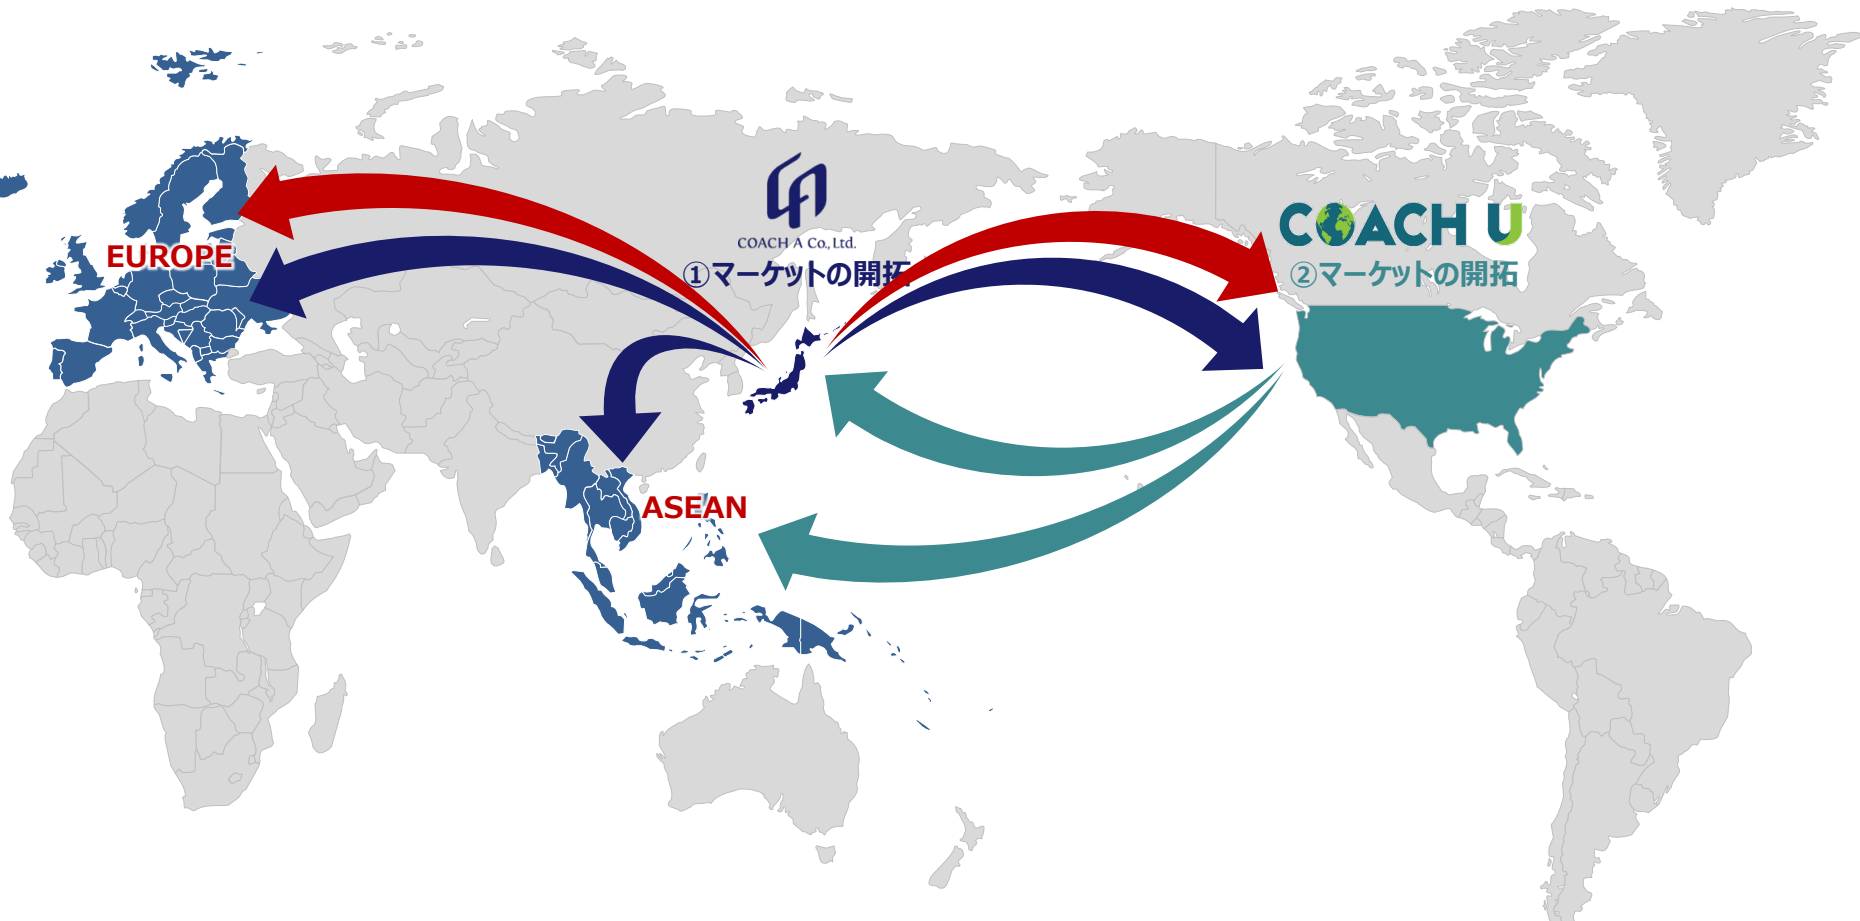 COACH A Co., Ltd.
①マーケットの開拓
COACH U
②マーケットの開拓
EUROPE
ASEAN